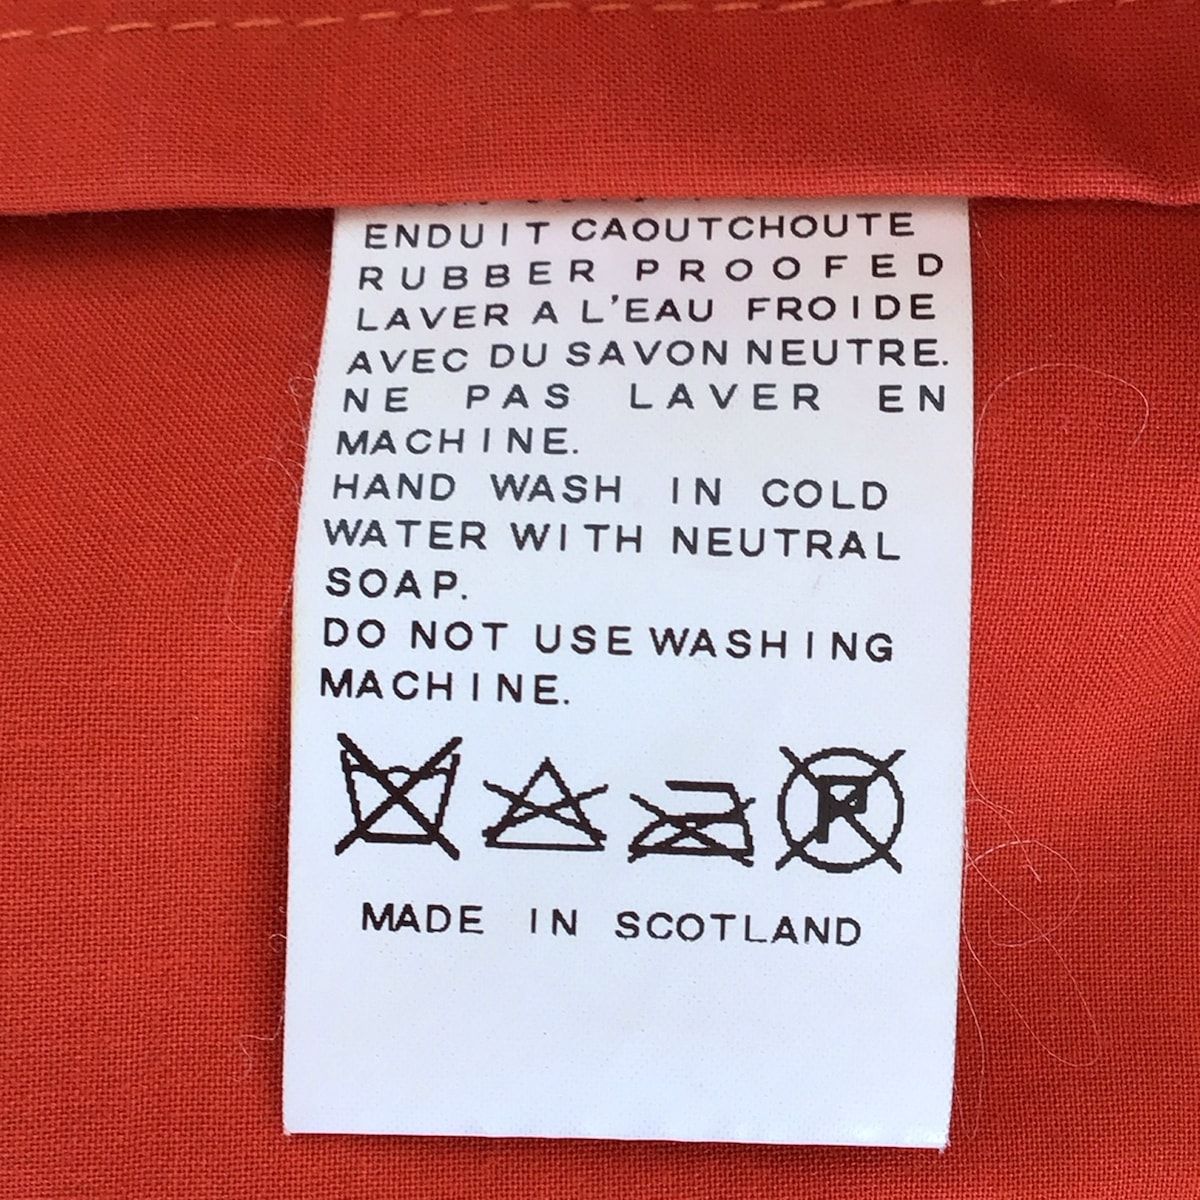 ENDUIT CAOUTCHOUTE
RUBBER PROOFED
LAVER A L'EAU FROIDE
AVEC DU SAVON NEUTRE.
NE PAS LAVER EN
MACHINE.
HAND WASH IN COLD
WATER WITH NEUTRAL
SOAP.
DO NOT USE WASHING
MACHINE.
P
MADE IN SCOTLAND